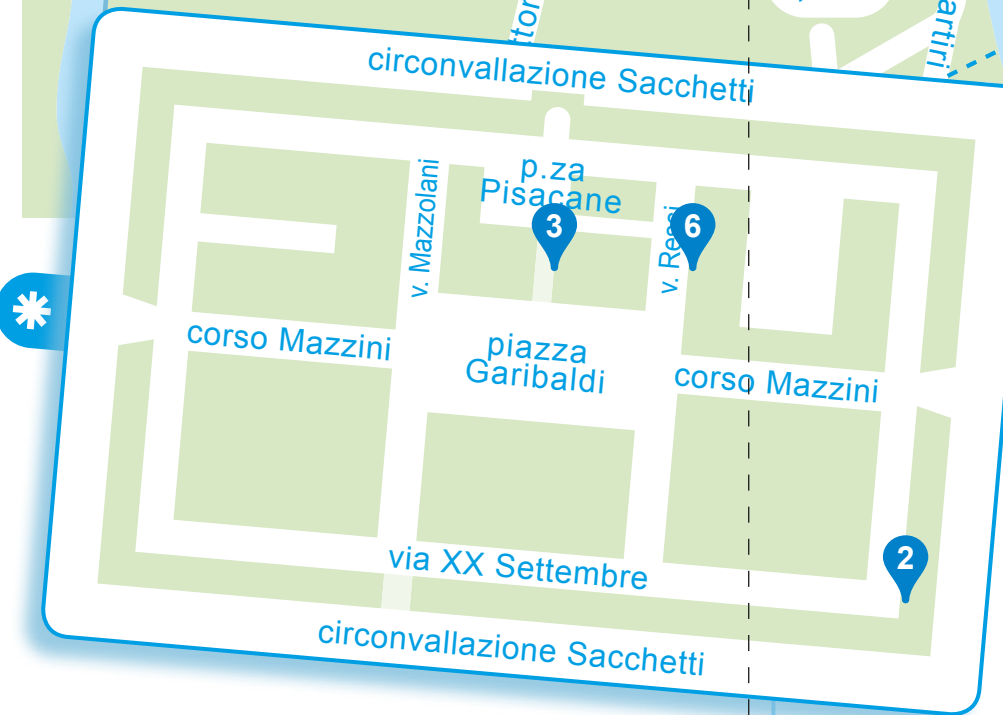 circonvallazione Sacchetti
p.za
Pisacane
v. Mazzolani
3
6
corso Mazzini
piazza
Garibaldi
corso Mazzini
2
via XX Settembre
circonvallazione Sacchetti